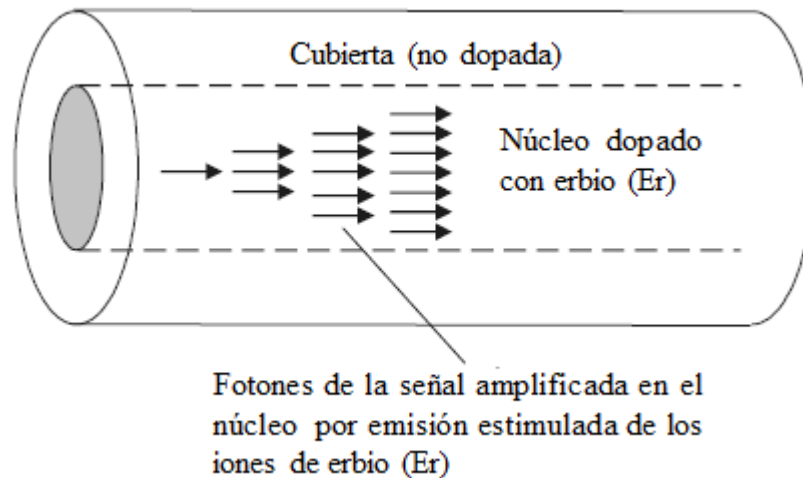 Cubierta (no dopada)
Núcleo dopado
con erbio (Er)
Fotones de la señal amplificada en el
núcleo por emisión estimulada de los
iones de erbio (Er)